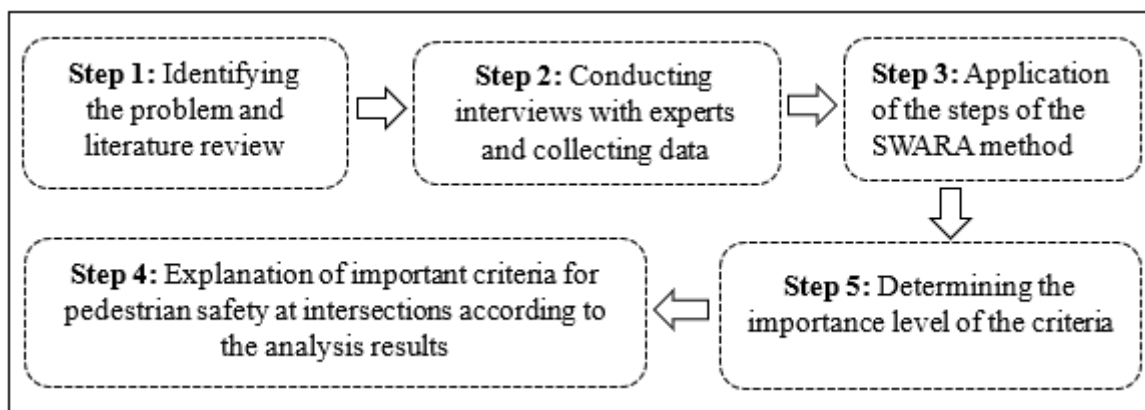 Step 1: Identifying
the problem and
literature review
Step 2: Conducting
interviews with experts
and collecting data
Step 3: Application
of the steps of the
SWARA method
Step 5: Determining the
importance level of the criteria
Step 4: Explanation of important criteria for
pedestrian safety at intersections according to
the analysis results